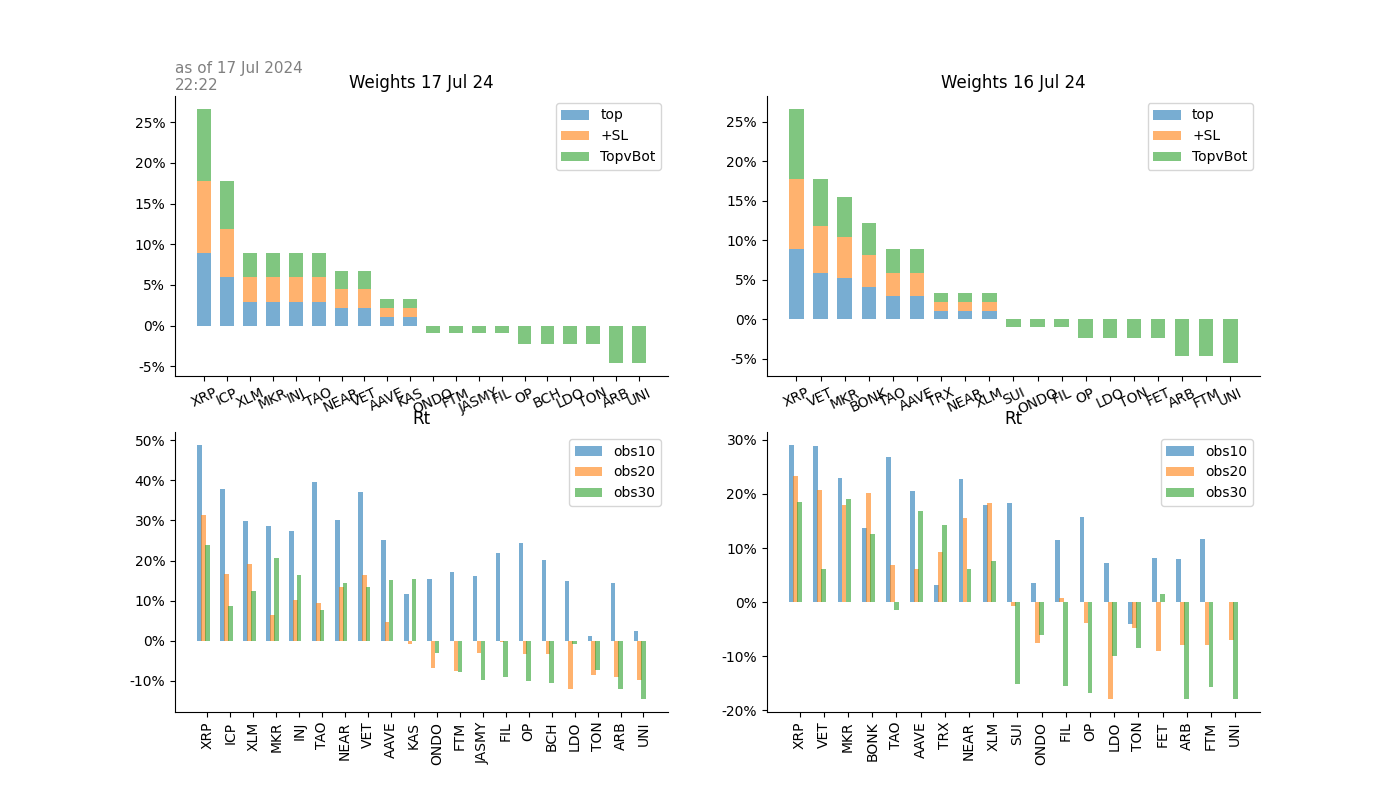 as of 17 Jul 2024
22:22
Weights 17 Jul 24
25%
20%
15%
10%
5%
0%
-5%
top
+SL
TopvBot
XRP ICP XLM MKR INJ TAO NEAR VET AAVE KAS ONDO FTM JASMY FIL OP BCH LDO TON ARB UNI
Weights 16 Jul 24
25%
20%
15%
10%
5%
0%
-5%
top
+SL
TopvBot
XRP VET MKR BONK TAO AAVE TRX NEAR XLM SUI ONDO FIL OP LDO TON FET ARB FTM UNI
Rt
50%
40%
30%
20%
10%
0%
-10%
obs10
obs20
obs30
XRP ICP XLM MKR INJ TAO NEAR VET AAVE KAS ONDO FTM JASMY FIL OP BCH LDO TON ARB UNI
Rt
30%
20%
10%
0%
-10%
-20%
obs10
obs20
obs30
XRP VET MKR BONK TAO AAVE TRX NEAR XLM SUI ONDO FIL OP LDO TON FET ARB FTM UNI